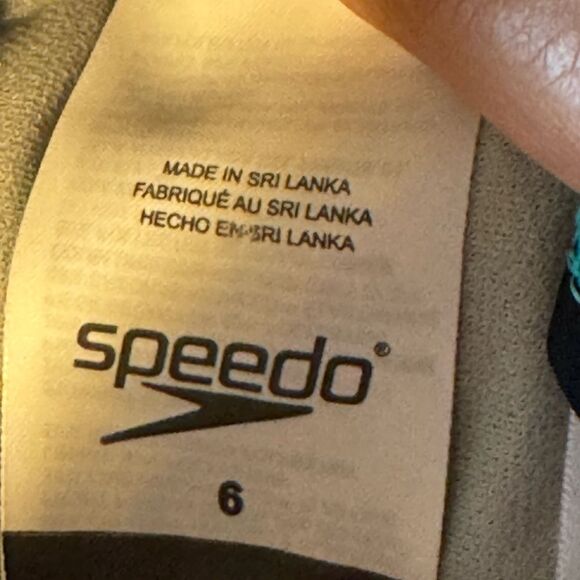 MADE IN SRI LANKA
FABRIQUÉ AU SRI LANKA
HECHO EN SRI LANKA
speedo®
6